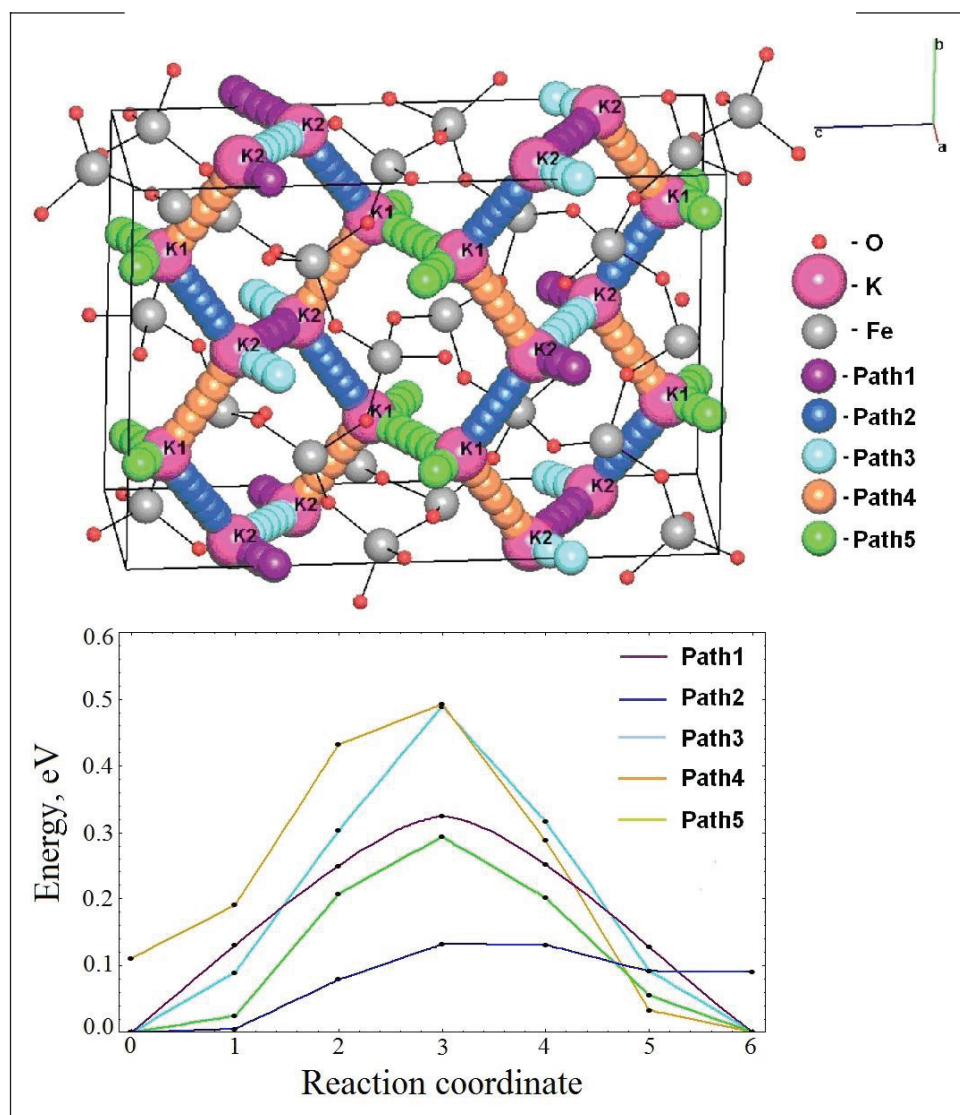 b
c
a
K2
K2
K2
K2
K1
K1
K1
K1
K2
K2
K2
K2
K1
K1
K1
K1
K2
K2
K2
K2
- O
- K
- Fe
- Path1
- Path2
- Path3
- Path4
- Path5
0.6
0.5
0.4
0.3
0.2
0.1
0.0
Energy, eV
Path1
Path2
Path3
Path4
Path5
0 1 2 3 4 5 6
Reaction coordinate